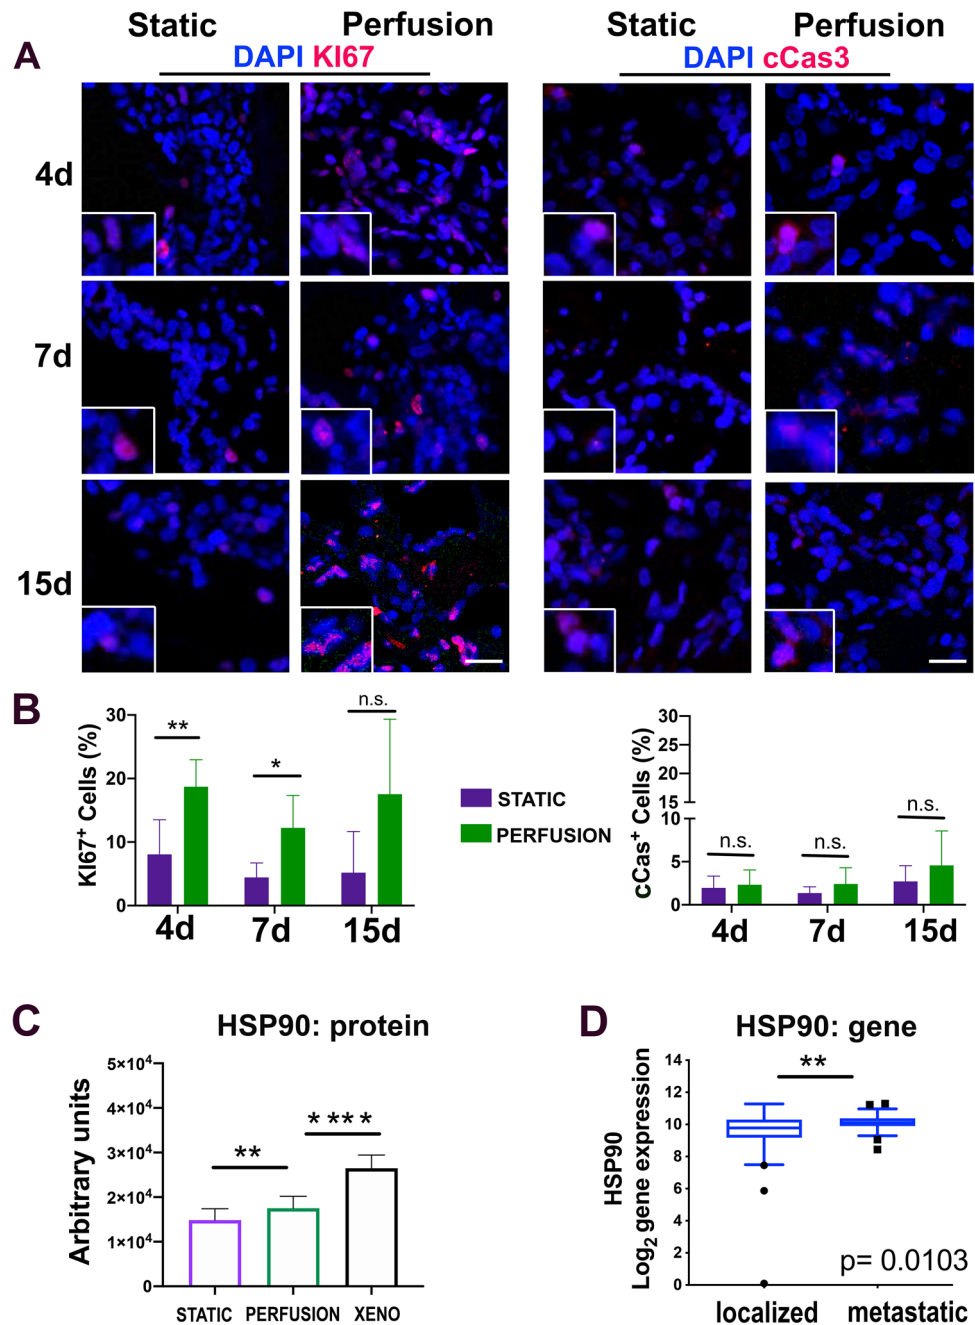 Static Perfusion Static Perfusion
A
DAPI KI67 DAPI cCas3
4d
7d
15d
B
KI67+ Cells (%)
30
20
10
0
** * n.s.
4d 7d 15d
STATIC
PERFUSION
cCas+ Cells (%)
30
25
20
15
10
5
0
n.s. n.s. n.s.
4d 7d 15d
C
HSP90: protein
Arbitrary units
5×10⁴
4×10⁴
3×10⁴
2×10⁴
1×10⁴
0
** * ** *
STATIC PERFUSION XENO
D
HSP90: gene
HSP90
Log₂ gene expression
14
12
10
8
6
4
2
0
**
p= 0.0103
localized metastatic